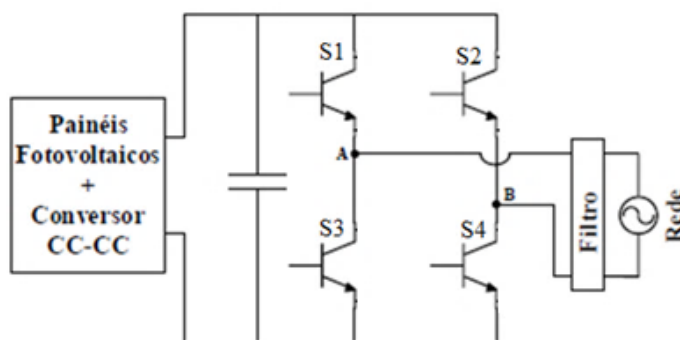 S1
S2
Painéis
Fotovoltaicos
+
Conversor
CC-CC
A
B
S3
S4
Filtro
Rede